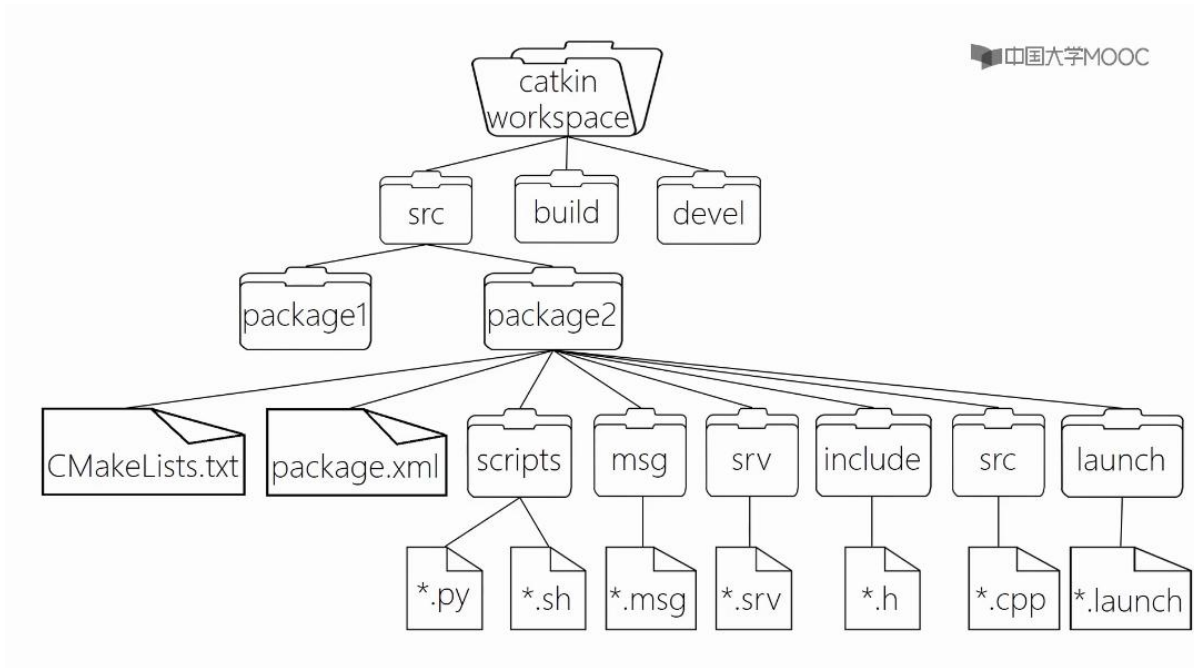 中国大学MOOC
catkin
workspace
src
build
devel
package1
package2
CMakeLists.txt
package.xml
scripts
msg
srv
include
src
launch
*.py
*.sh
*.msg
*.srv
*.h
*.cpp
*.launch